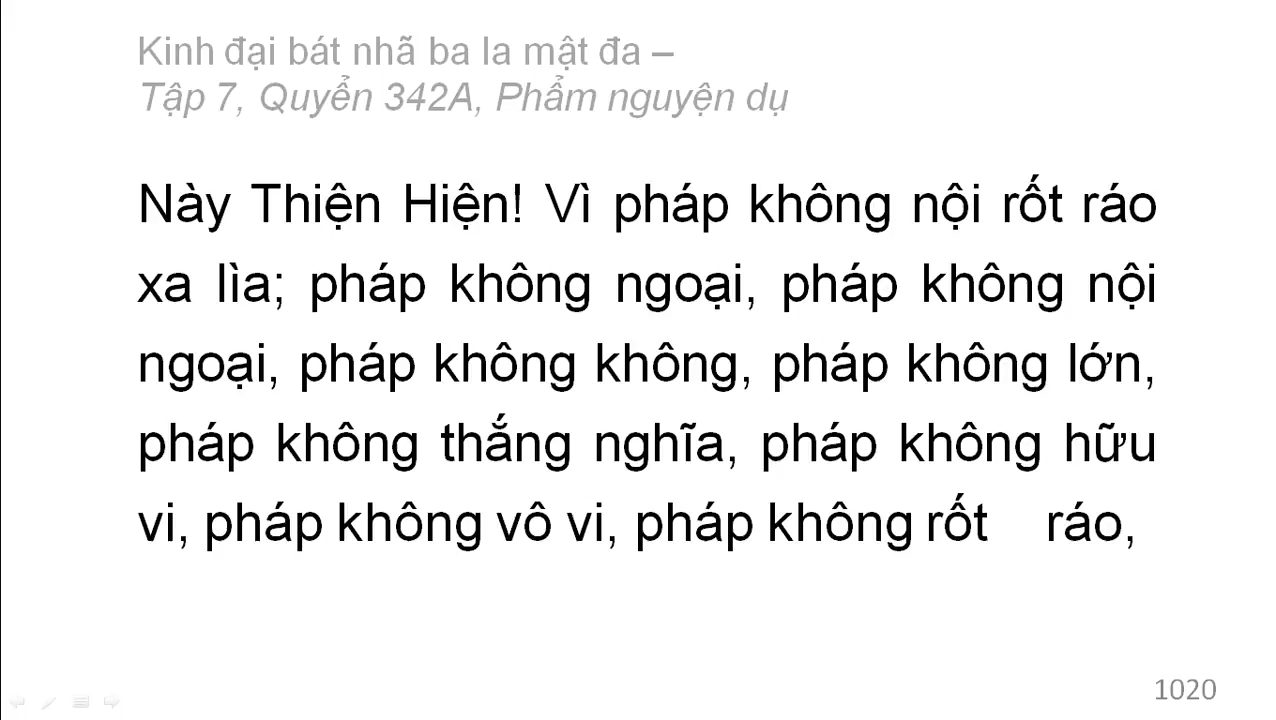 Kinh đại bát nhã ba la mật đa –
Tập 7, Quyển 342A, Phẩm nguyện dụ
Này Thiện Hiện! Vì pháp không nội rốt ráo
xa lìa; pháp không ngoại, pháp không nội
ngoại, pháp không không, pháp không lớn,
pháp không thắng nghĩa, pháp không hữu
vi, pháp không vô vi, pháp không rốt ráo,
1020